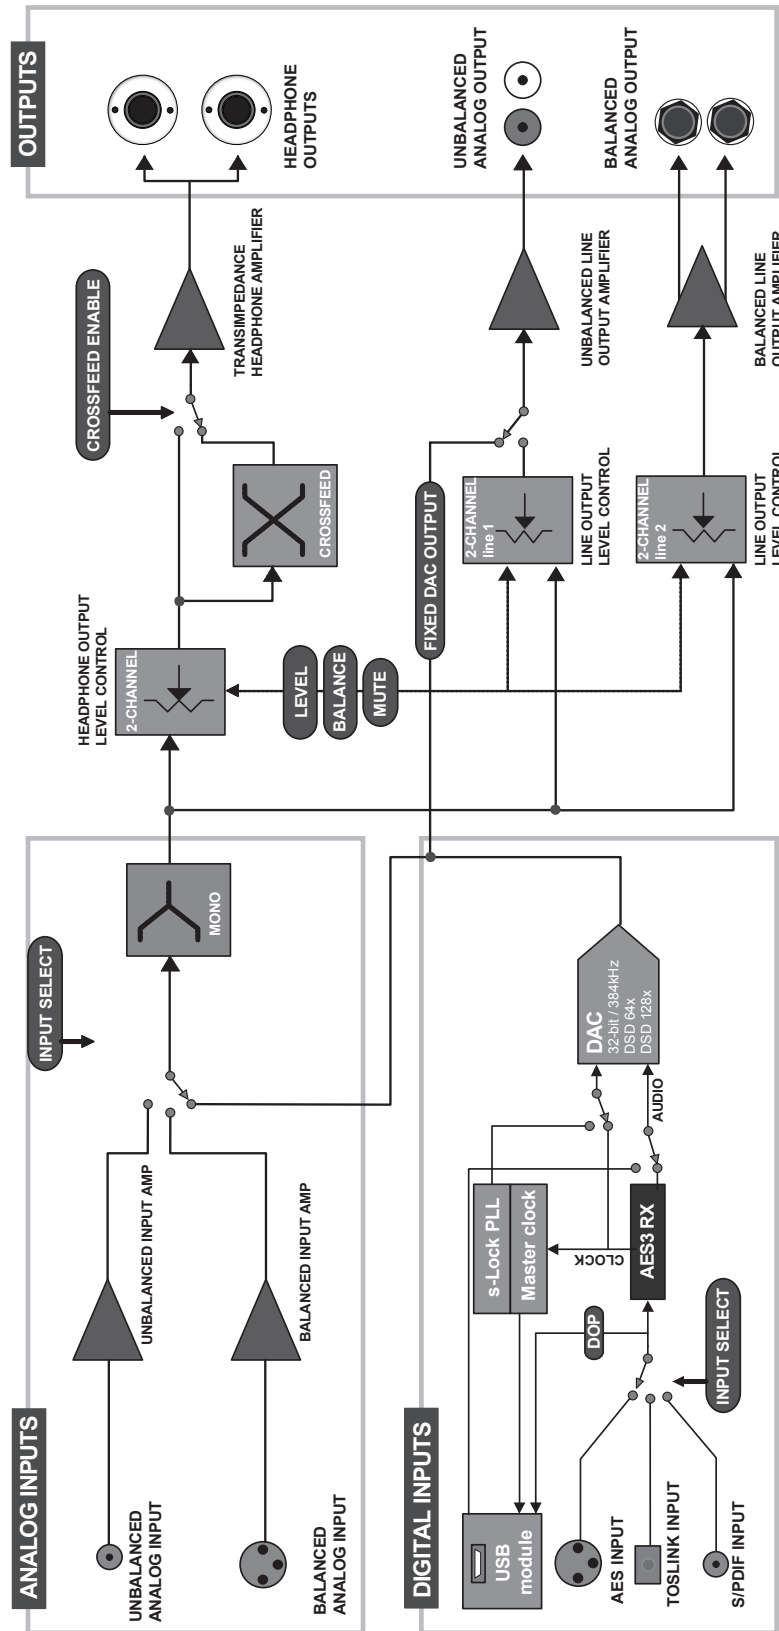 ANALOG INPUTS
UNBALANCED
ANALOG INPUT
BALANCED
ANALOG INPUT
UNBALANCED INPUT AMP
BALANCED INPUT AMP
INPUT SELECT
MONO
HEADPHONE OUTPUT
LEVEL CONTROL
2-CHANNEL
LEVEL
BALANCE
MUTE
CROSSFEED
CROSSFEED ENABLE
TRANSIMPEDANCE
HEADPHONE AMPLIFIER
OUTPUTS
HEADPHONE
OUTPUTS
UNBALANCED
ANALOG OUTPUT
BALANCED
ANALOG OUTPUT
FIXED DAC OUTPUT
2-CHANNEL
line 1
LINE OUTPUT
LEVEL CONTROL
UNBALANCED LINE
OUTPUT AMPLIFIER
2-CHANNEL
line 2
LINE OUTPUT
LEVEL CONTROL
BALANCED LINE
OUTPUT AMPLIFIER
DIGITAL INPUTS
USB
module
AES INPUT
TOSLINK INPUT
S/PDIF INPUT
INPUT SELECT
DOP
s-Lock PLL
Master clock
CLOCK
AES3 RX
AUDIO
DAC
32-bit / 384kHz
DSD 64x
DSD 128x